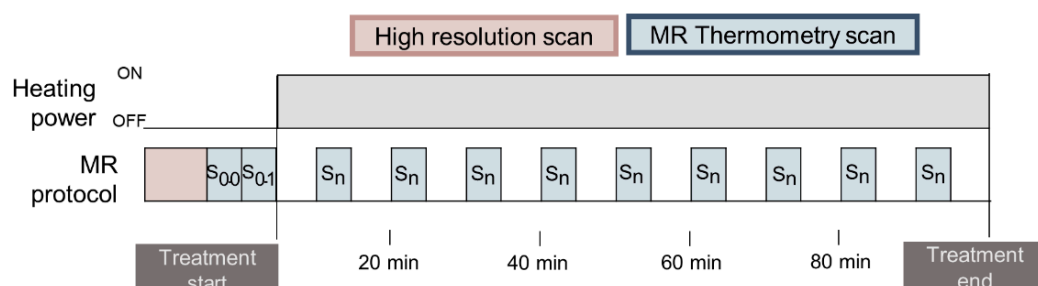 High resolution scan
MR Thermometry scan
Heating
power
ON
OFF
MR
protocol
S0-0
S0-1
Sn
Sn
Sn
Sn
Sn
Sn
Sn
Sn
Sn
20 min
40 min
60 min
80 min
Treatment
start
Treatment
end